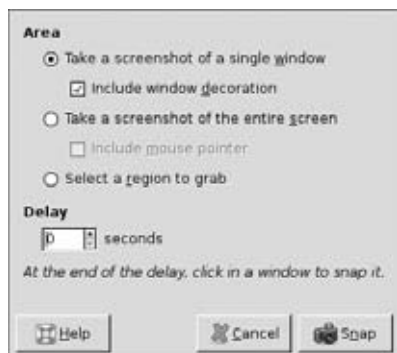 Area
Take a screenshot of a single window
Include window decoration
Take a screenshot of the entire screen
Include mouse pointer
Select a region to grab
Delay
0 seconds
At the end of the delay, click in a window to snap it.
Help Cancel Snap